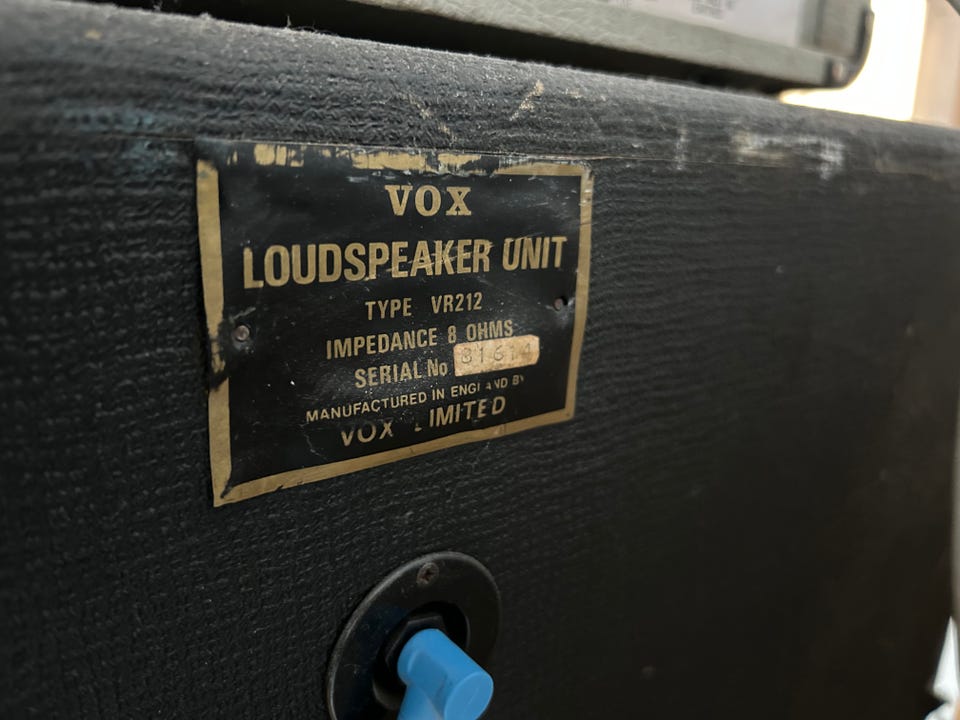 VOX
LOUDSPEAKER UNIT
TYPE VR212
IMPEDANCE 8 OHMS
SERIAL No 81614
MANUFACTURED IN ENGLAND BY
VOX LIMITED